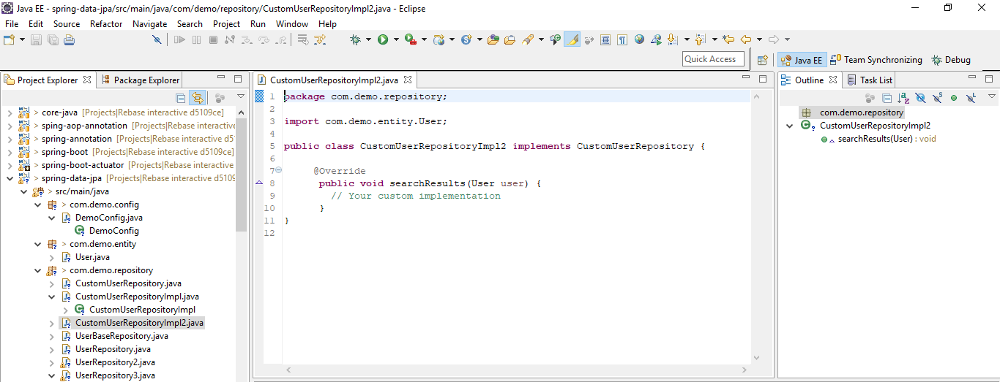 Java EE - spring-data-jpa/src/main/java/com/demo/repository/CustomUserRepositoryImpl2.java - Eclipse
File Edit Source Refactor Navigate Search Project Run Window Help
Quick Access
Java EE
Team Synchronizing
Debug
Project Explorer
Package Explorer
> core-java [Projects|Rebase interactive d5109ce]
> sping-aop-annotation [Projects|Rebase interactive
> spring-annotation [Projects|Rebase interactive d51
> spring-boot [Projects|Rebase interactive d5109ce]
> spring-boot-actuator [Projects|Rebase interactive
> spring-data-jpa [Projects|Rebase interactive d5109
> src/main/java
> com.demo.config
DemoConfig.java
DemoConfig
> com.demo.entity
User.java
> com.demo.repository
CustomUserRepository.java
CustomUserRepositoryImpl.java
CustomUserRepositoryImpl
CustomUserRepositoryImpl2.java
UserBaseRepository.java
UserRepository.java
UserRepository2.java
UserRepository3.java
CustomUserRepositoryImpl2.java
1 package com.demo.repository;
2
3 import com.demo.entity.User;
4
5 public class CustomUserRepositoryImpl2 implements CustomUserRepository {
6
7 @Override
8 public void searchResults(User user) {
9 // Your custom implementation
10 }
11 }
12
Outline
Task List
com.demo.repository
CustomUserRepositoryImpl2
searchResults(User) : void